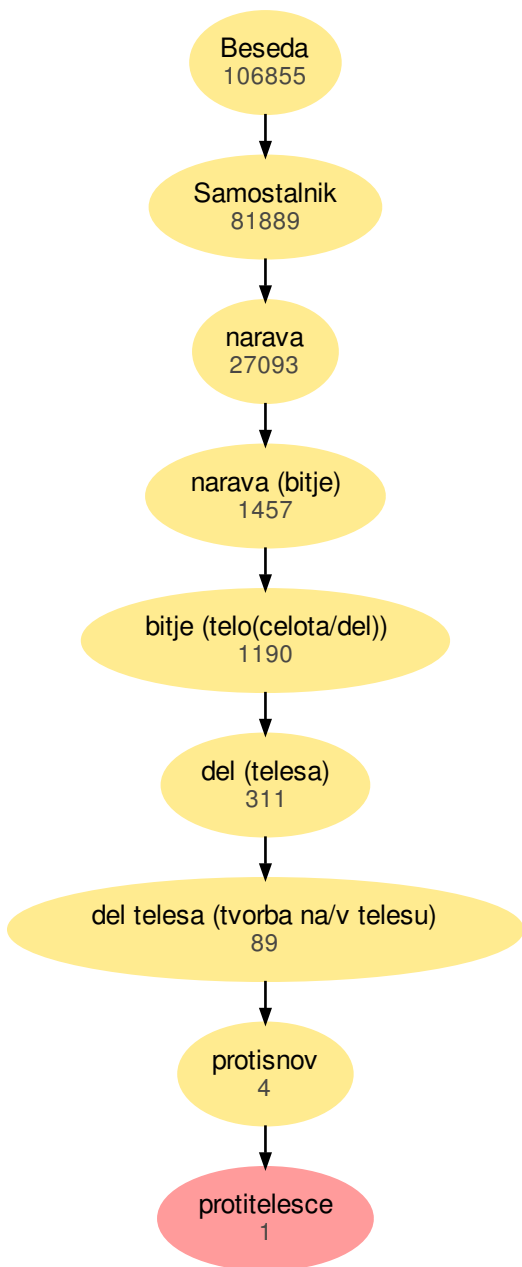 Beseda
106855
Samostalnik
81889
narava
27093
narava (bitje)
1457
bitje (telo(celota/del))
1190
del (telesa)
311
del telesa (tvorba na/v telesu)
89
protisnov
4
protitelesce
1